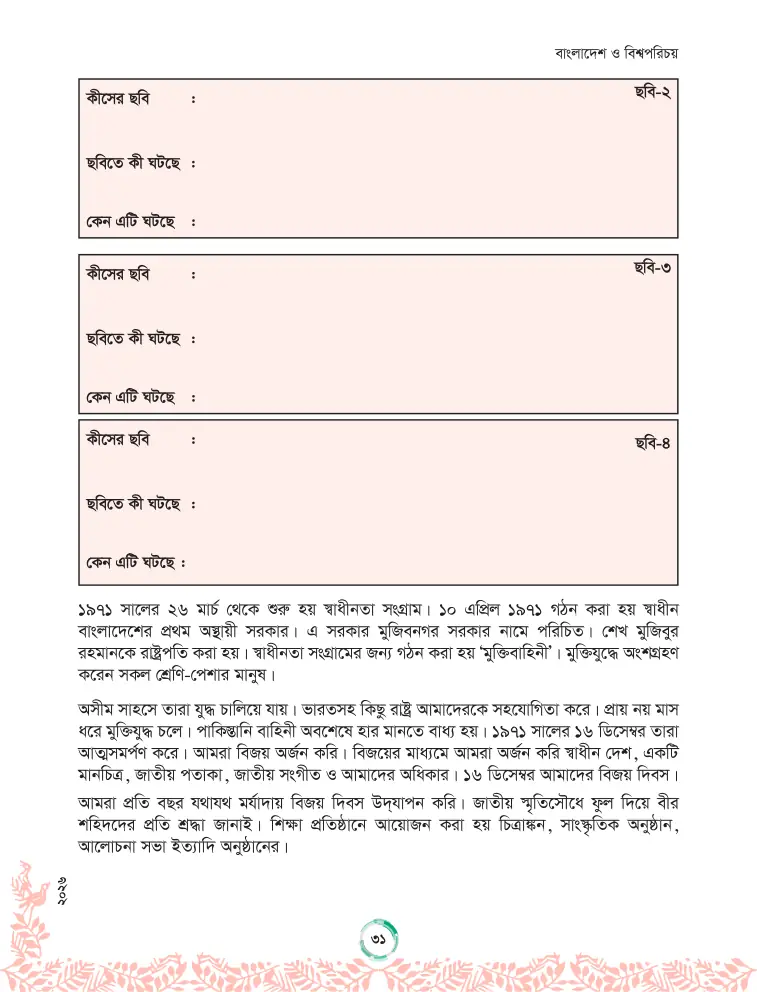 বাংলাদেশ ও বিশ্বপরিচয়
কীসের ছবি : ছবি-২
ছবিতে কী ঘটছে :
কেন এটি ঘটছে :
কীসের ছবি : ছবি-৩
ছবিতে কী ঘটছে :
কেন এটি ঘটছে :
কীসের ছবি : ছবি-৪
ছবিতে কী ঘটছে :
কেন এটি ঘটছে :
১৯৭১ সালের ২৬ মার্চ থেকে শুরু হয় স্বাধীনতা সংগ্রাম। ১০ এপ্রিল ১৯৭১ গঠন করা হয় স্বাধীন
বাংলাদেশের প্রথম অস্থায়ী সরকার। এ সরকার মুজিবনগর সরকার নামে পরিচিত। শেখ মুজিবুর
রহমানকে রাষ্ট্রপতি করা হয়। স্বাধীনতা সংগ্রামের জন্য গঠন করা হয় ‘মুক্তিবাহিনী’। মুক্তিযুদ্ধে অংশগ্রহণ
করেন সকল শ্রেণি-পেশার মানুষ।
অসীম সাহসে তারা যুদ্ধ চালিয়ে যায়। ভারতসহ কিছু রাষ্ট্র আমাদেরকে সহযোগিতা করে। প্রায় নয় মাস
ধরে মুক্তিযুদ্ধ চলে। পাকিস্তানি বাহিনী অবশেষে হার মানতে বাধ্য হয়। ১৯৭১ সালের ১৬ ডিসেম্বর তারা
আত্মসমর্পণ করে। আমরা বিজয় অর্জন করি। বিজয়ের মাধ্যমে আমরা অর্জন করি স্বাধীন দেশ, একটি
মানচিত্র, জাতীয় পতাকা, জাতীয় সংগীত ও আমাদের অধিকার। ১৬ ডিসেম্বর আমাদের বিজয় দিবস।
আমরা প্রতি বছর যথাযথ মর্যাদায় বিজয় দিবস উদ্‌যাপন করি। জাতীয় স্মৃতিসৌধে ফুল দিয়ে বীর
শহিদদের প্রতি শ্রদ্ধা জানাই। শিক্ষা প্রতিষ্ঠানে আয়োজন করা হয় চিত্রাঙ্কন, সাংস্কৃতিক অনুষ্ঠান,
আলোচনা সভা ইত্যাদি অনুষ্ঠানের।
২০২৬
৩১